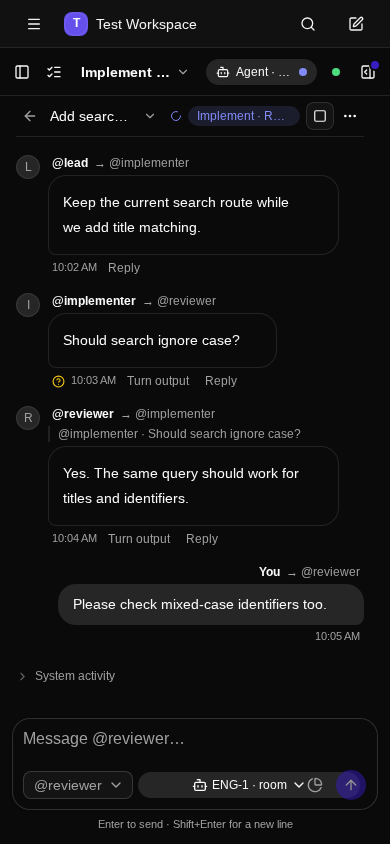 T Test Workspace
Implement ... Agent · ...
Add searc... Implement · R...
L @lead → @implementer
Keep the current search route while
we add title matching.
10:02 AM Reply
I @implementer → @reviewer
Should search ignore case?
10:03 AM Turn output Reply
R @reviewer → @implementer
@implementer · Should search ignore case?
Yes. The same query should work for
titles and identifiers.
10:04 AM Turn output Reply
You → @reviewer
Please check mixed-case identifiers too.
10:05 AM
System activity
Message @reviewer...
@reviewer ENG-1 · room
Enter to send · Shift+Enter for a new line